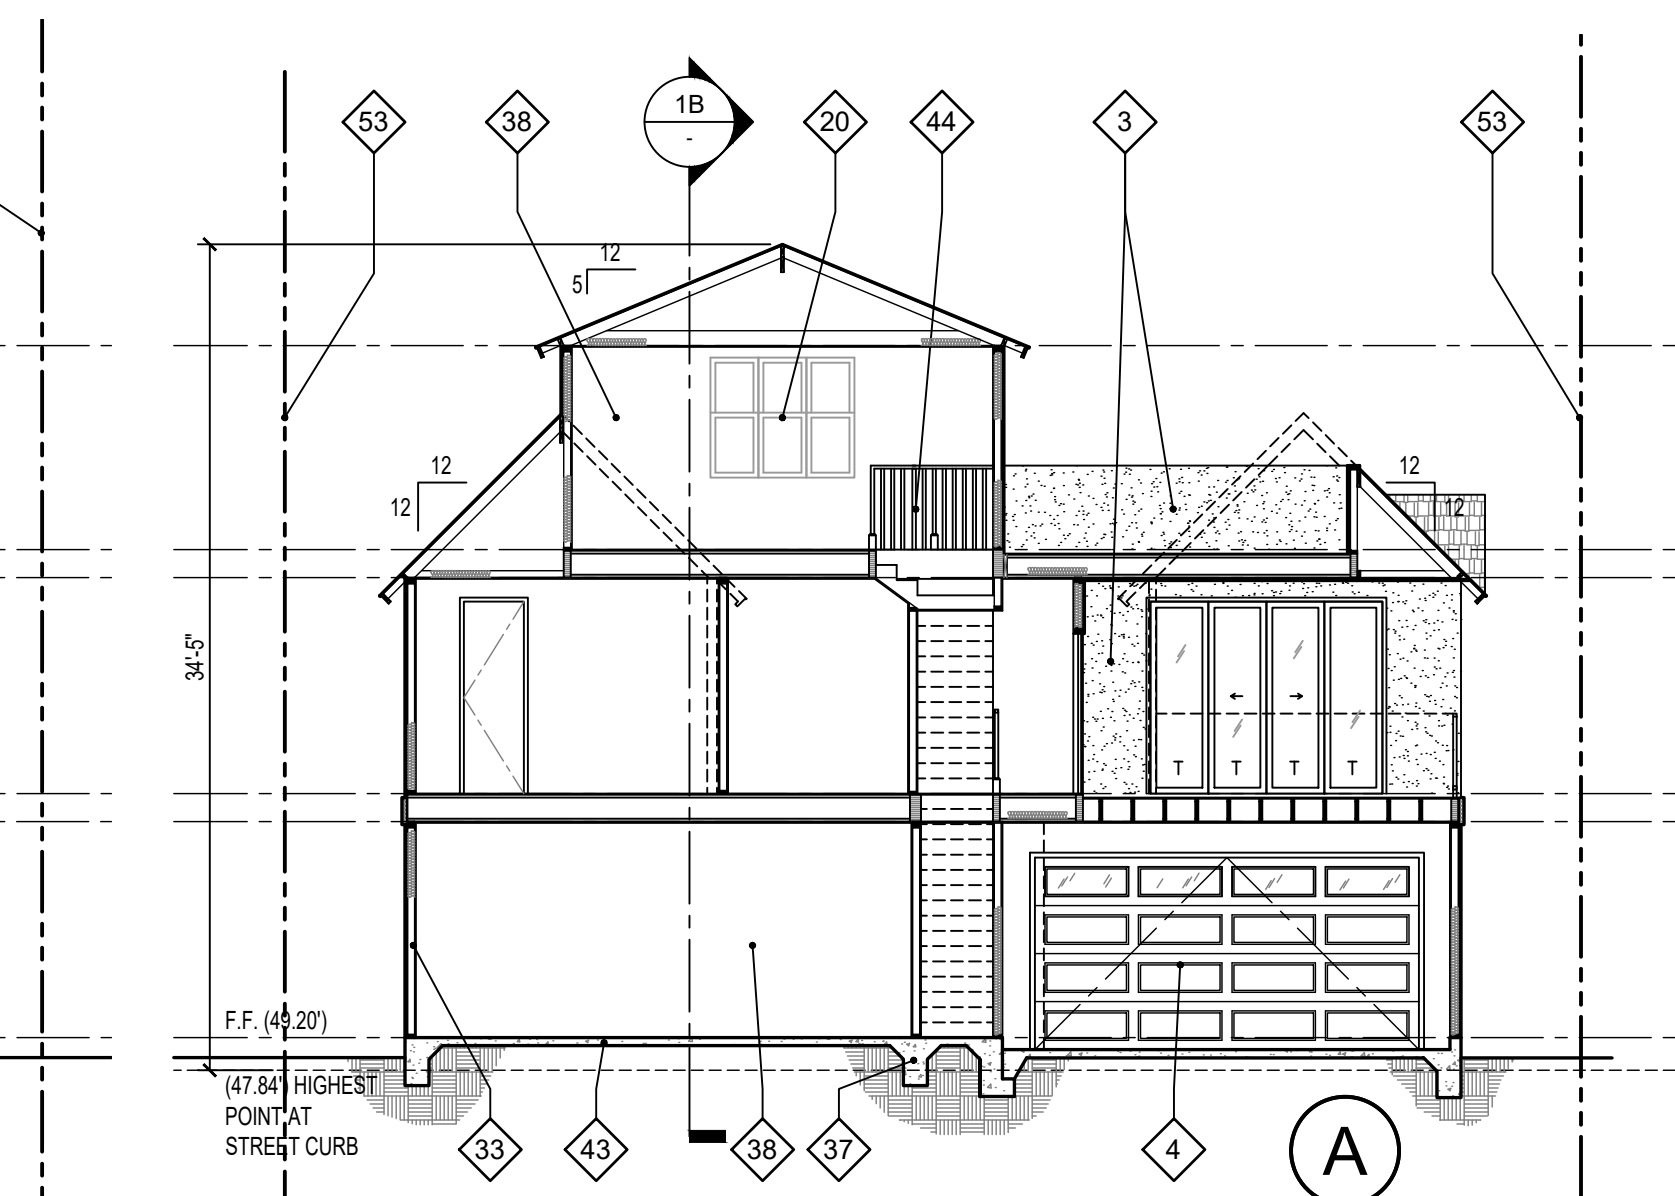 53
38
1B
-
20
44
3
53
12
5
12
12
12
12
34'-5"
T T T T
F.F. (49.20')
(47.84') HIGHEST
POINT AT
STREET CURB
33
43
38
37
4
A